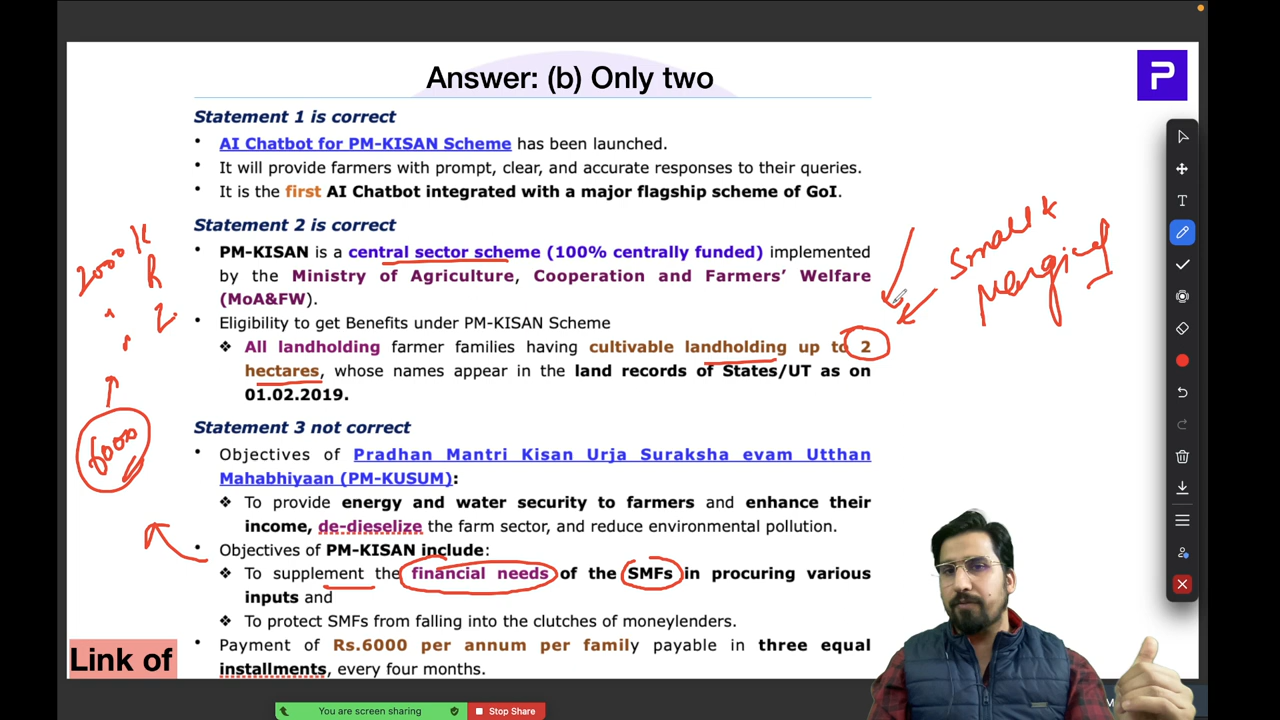 Answer: (b) Only two
P
Statement 1 is correct
• AI Chatbot for PM-KISAN Scheme has been launched.
• It will provide farmers with prompt, clear, and accurate responses to their queries.
• It is the first AI Chatbot integrated with a major flagship scheme of GoI.
Statement 2 is correct
• PM-KISAN is a central sector scheme (100% centrally funded) implemented
by the Ministry of Agriculture, Cooperation and Farmers' Welfare
(MoA&FW).
• Eligibility to get Benefits under PM-KISAN Scheme
❖ All landholding farmer families having cultivable landholding up to 2
hectares, whose names appear in the land records of States/UT as on
01.02.2019.
Small &
Marginal
2000
6000
Statement 3 not correct
• Objectives of Pradhan Mantri Kisan Urja Suraksha evam Utthan
Mahabhiyaan (PM-KUSUM):
❖ To provide energy and water security to farmers and enhance their
income, de-dieselize the farm sector, and reduce environmental pollution.
• Objectives of PM-KISAN include:
❖ To supplement the financial needs of the SMFs in procuring various
inputs and
❖ To protect SMFs from falling into the clutches of moneylenders.
• Payment of Rs.6000 per annum per family payable in three equal
installments, every four months.
Link of
T
You are screen sharing
Stop Share
M